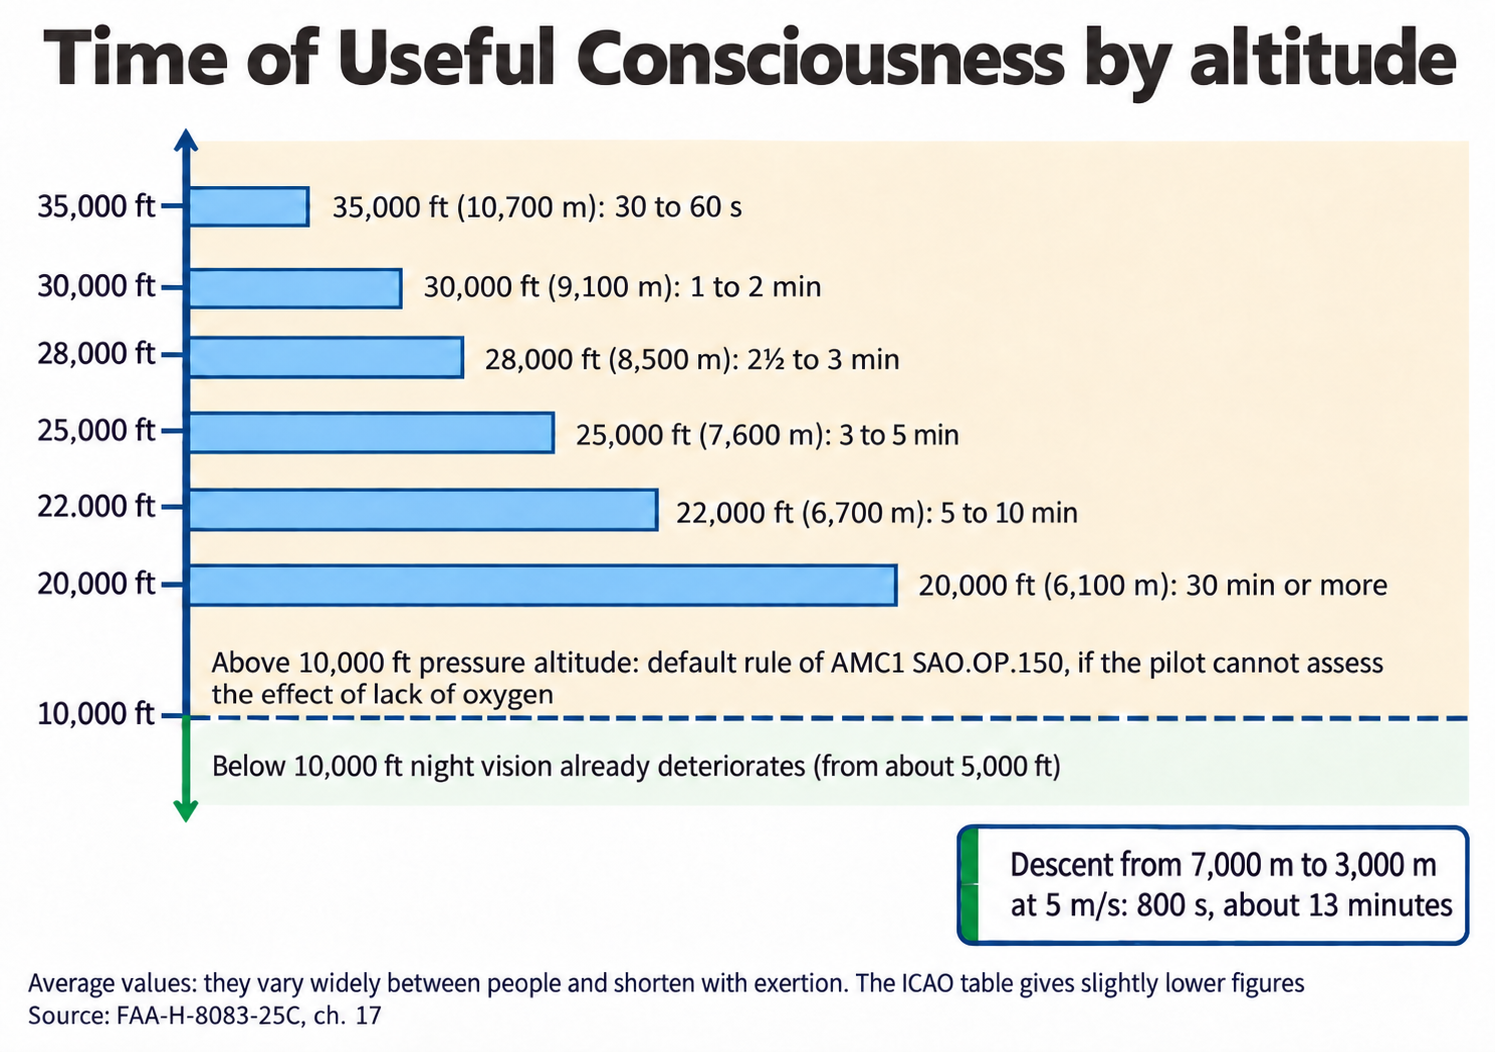 Time of Useful Consciousness by altitude
35,000 ft
35,000 ft (10,700 m): 30 to 60 s
30,000 ft
30,000 ft (9,100 m): 1 to 2 min
28,000 ft
28,000 ft (8,500 m): 2½ to 3 min
25,000 ft
25,000 ft (7,600 m): 3 to 5 min
22.000 ft
22,000 ft (6,700 m): 5 to 10 min
20,000 ft
20,000 ft (6,100 m): 30 min or more
Above 10,000 ft pressure altitude: default rule of AMC1 SAO.OP.150, if the pilot cannot assess
the effect of lack of oxygen
10,000 ft
Below 10,000 ft night vision already deteriorates (from about 5,000 ft)
Descent from 7,000 m to 3,000 m
at 5 m/s: 800 s, about 13 minutes
Average values: they vary widely between people and shorten with exertion. The ICAO table gives slightly lower figures
Source: FAA-H-8083-25C, ch. 17